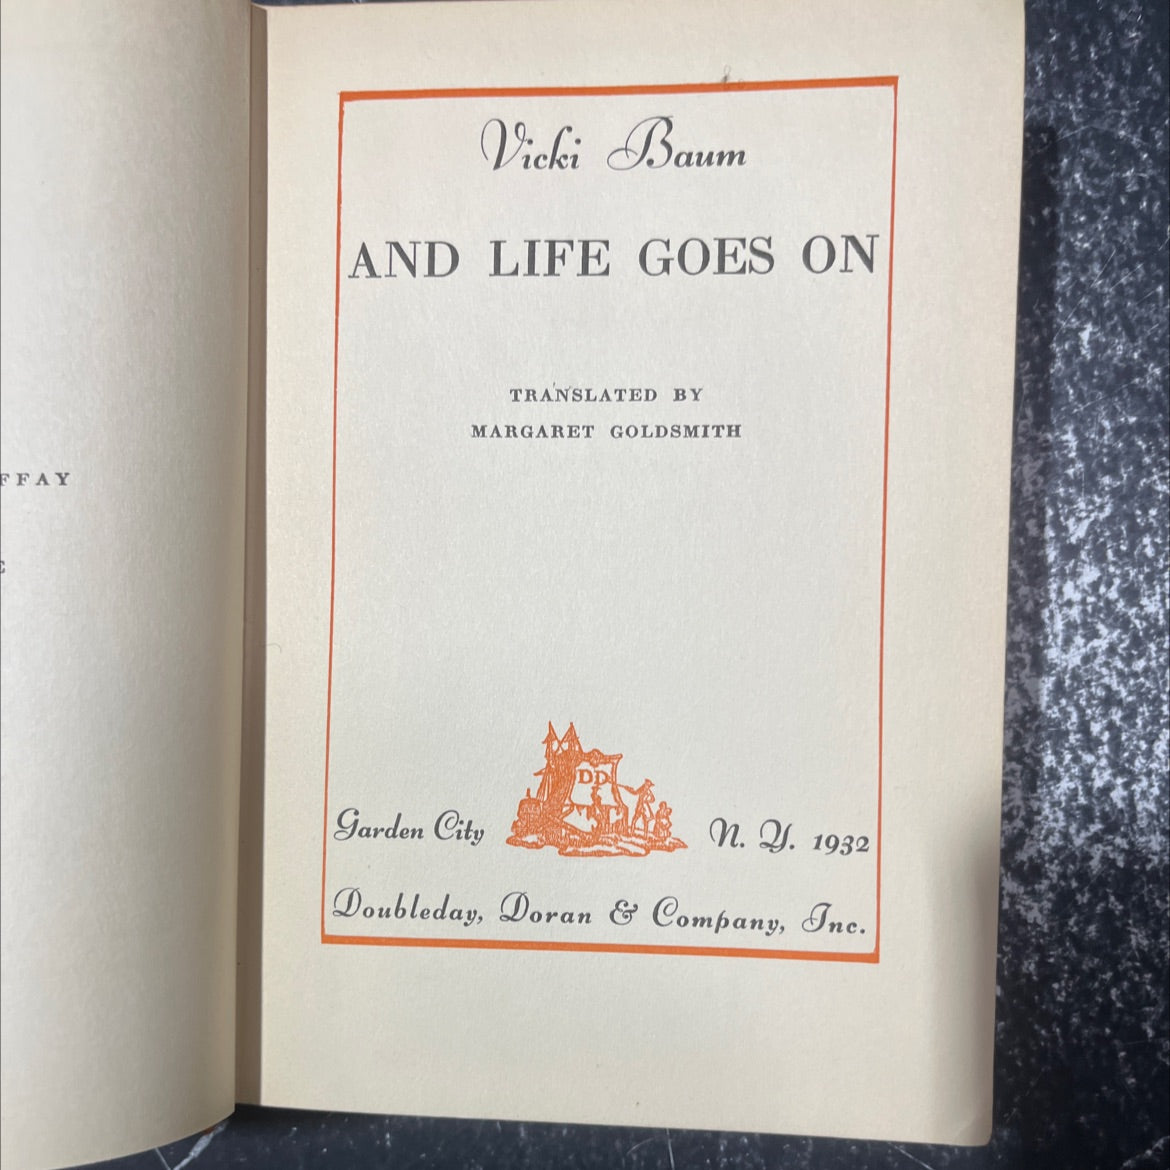 FFAY
E
Vicki Baum
AND LIFE GOES ON
TRANSLATED BY
MARGARET GOLDSMITH
DD
Garden City N. Y. 1932
Doubleday, Doran & Company, Inc.